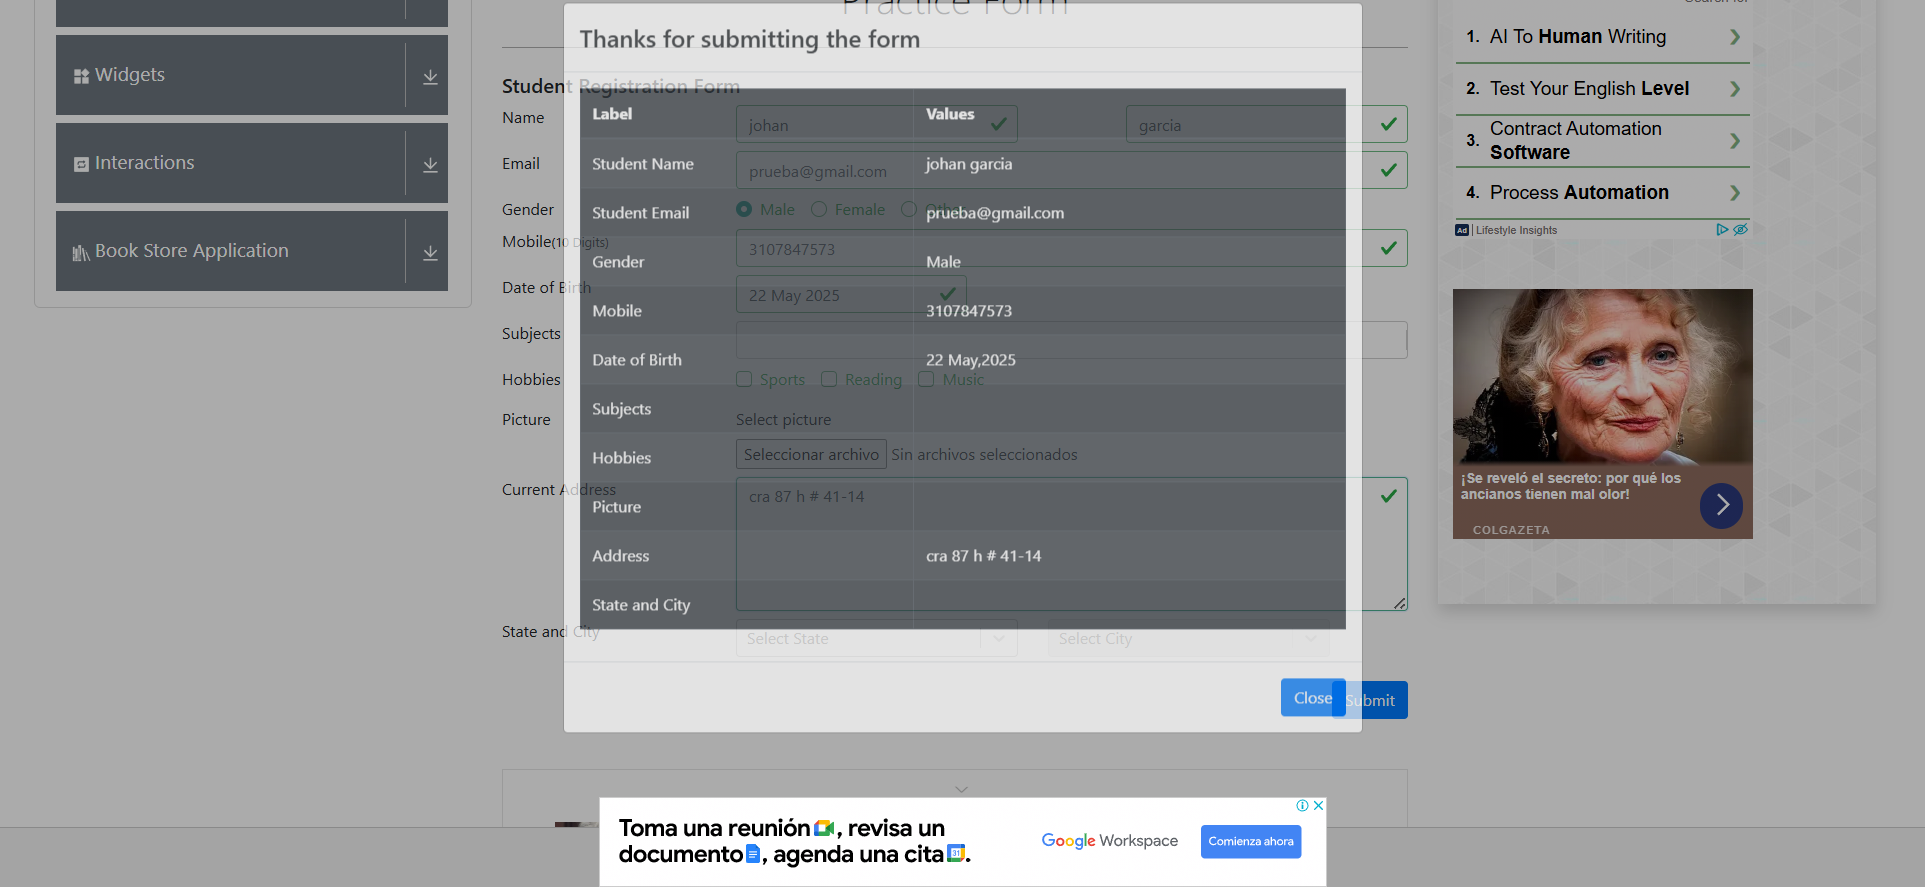 Practice Form
Widgets
Interactions
Book Store Application
Thanks for submitting the form
Student Registration Form
Name
johan
garcia
Email
prueba@gmail.com
Gender
Male
Female
Other
Mobile(10 Digits)
3107847573
Date of Birth
22 May 2025
Subjects
Hobbies
Sports
Reading
Music
Picture
Select picture
Seleccionar archivo Sin archivos seleccionados
Current Address
cra 87 h # 41-14
State and City
Select State
Select City
Submit
Label Values
Student Name johan garcia
Student Email prueba@gmail.com
Gender Male
Mobile 3107847573
Date of Birth 22 May,2025
Subjects
Hobbies
Picture
Address cra 87 h # 41-14
State and City
Close
Search for
1. AI To Human Writing
2. Test Your English Level
3. Contract Automation
Software
4. Process Automation
Ad | Lifestyle Insights
¡Se reveló el secreto: por qué los
ancianos tienen mal olor!
COLGAZETA
Toma una reunión, revisa un
documento, agenda una cita.
31
Google Workspace
Comienza ahora